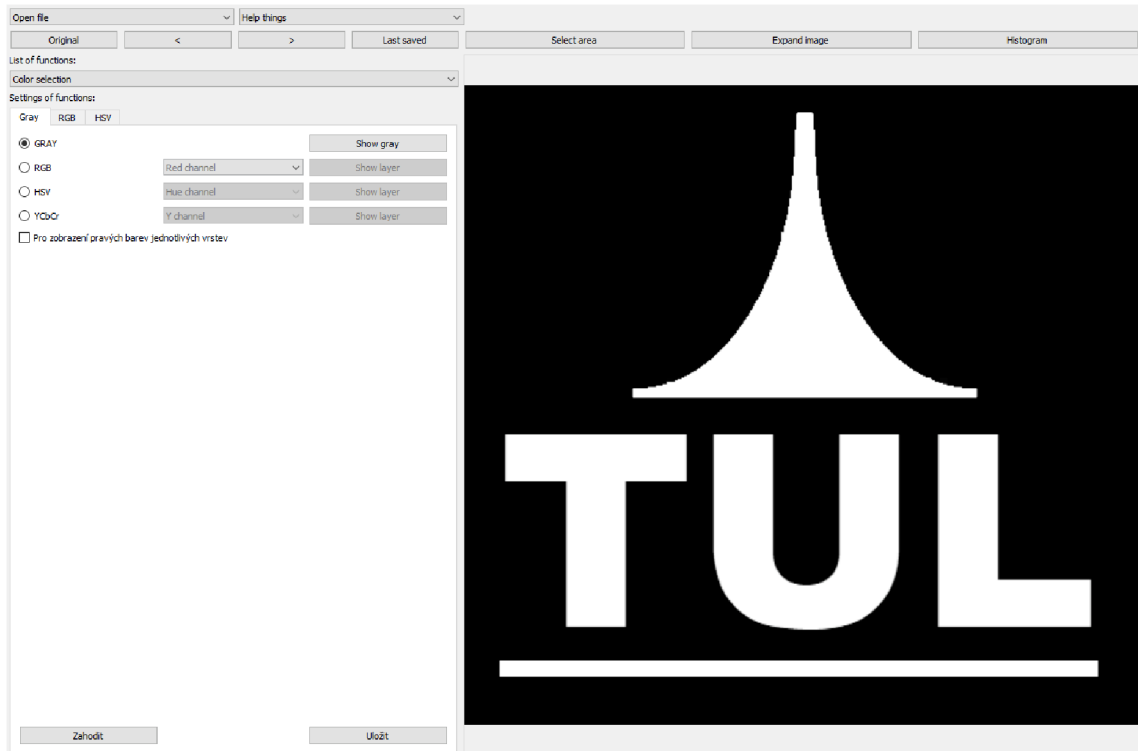 Open file Help things
Original < > Last saved Select area Expand image Histogram
List of functions:
Color selection
Settings of functions:
Gray RGB HSV
GRAY Show gray
RGB Red channel Show layer
HSV Hue channel Show layer
YCbCr Y channel Show layer
Pro zobrazení pravých barev jednotlivých vrstev
TUL
Zahodit Uložit